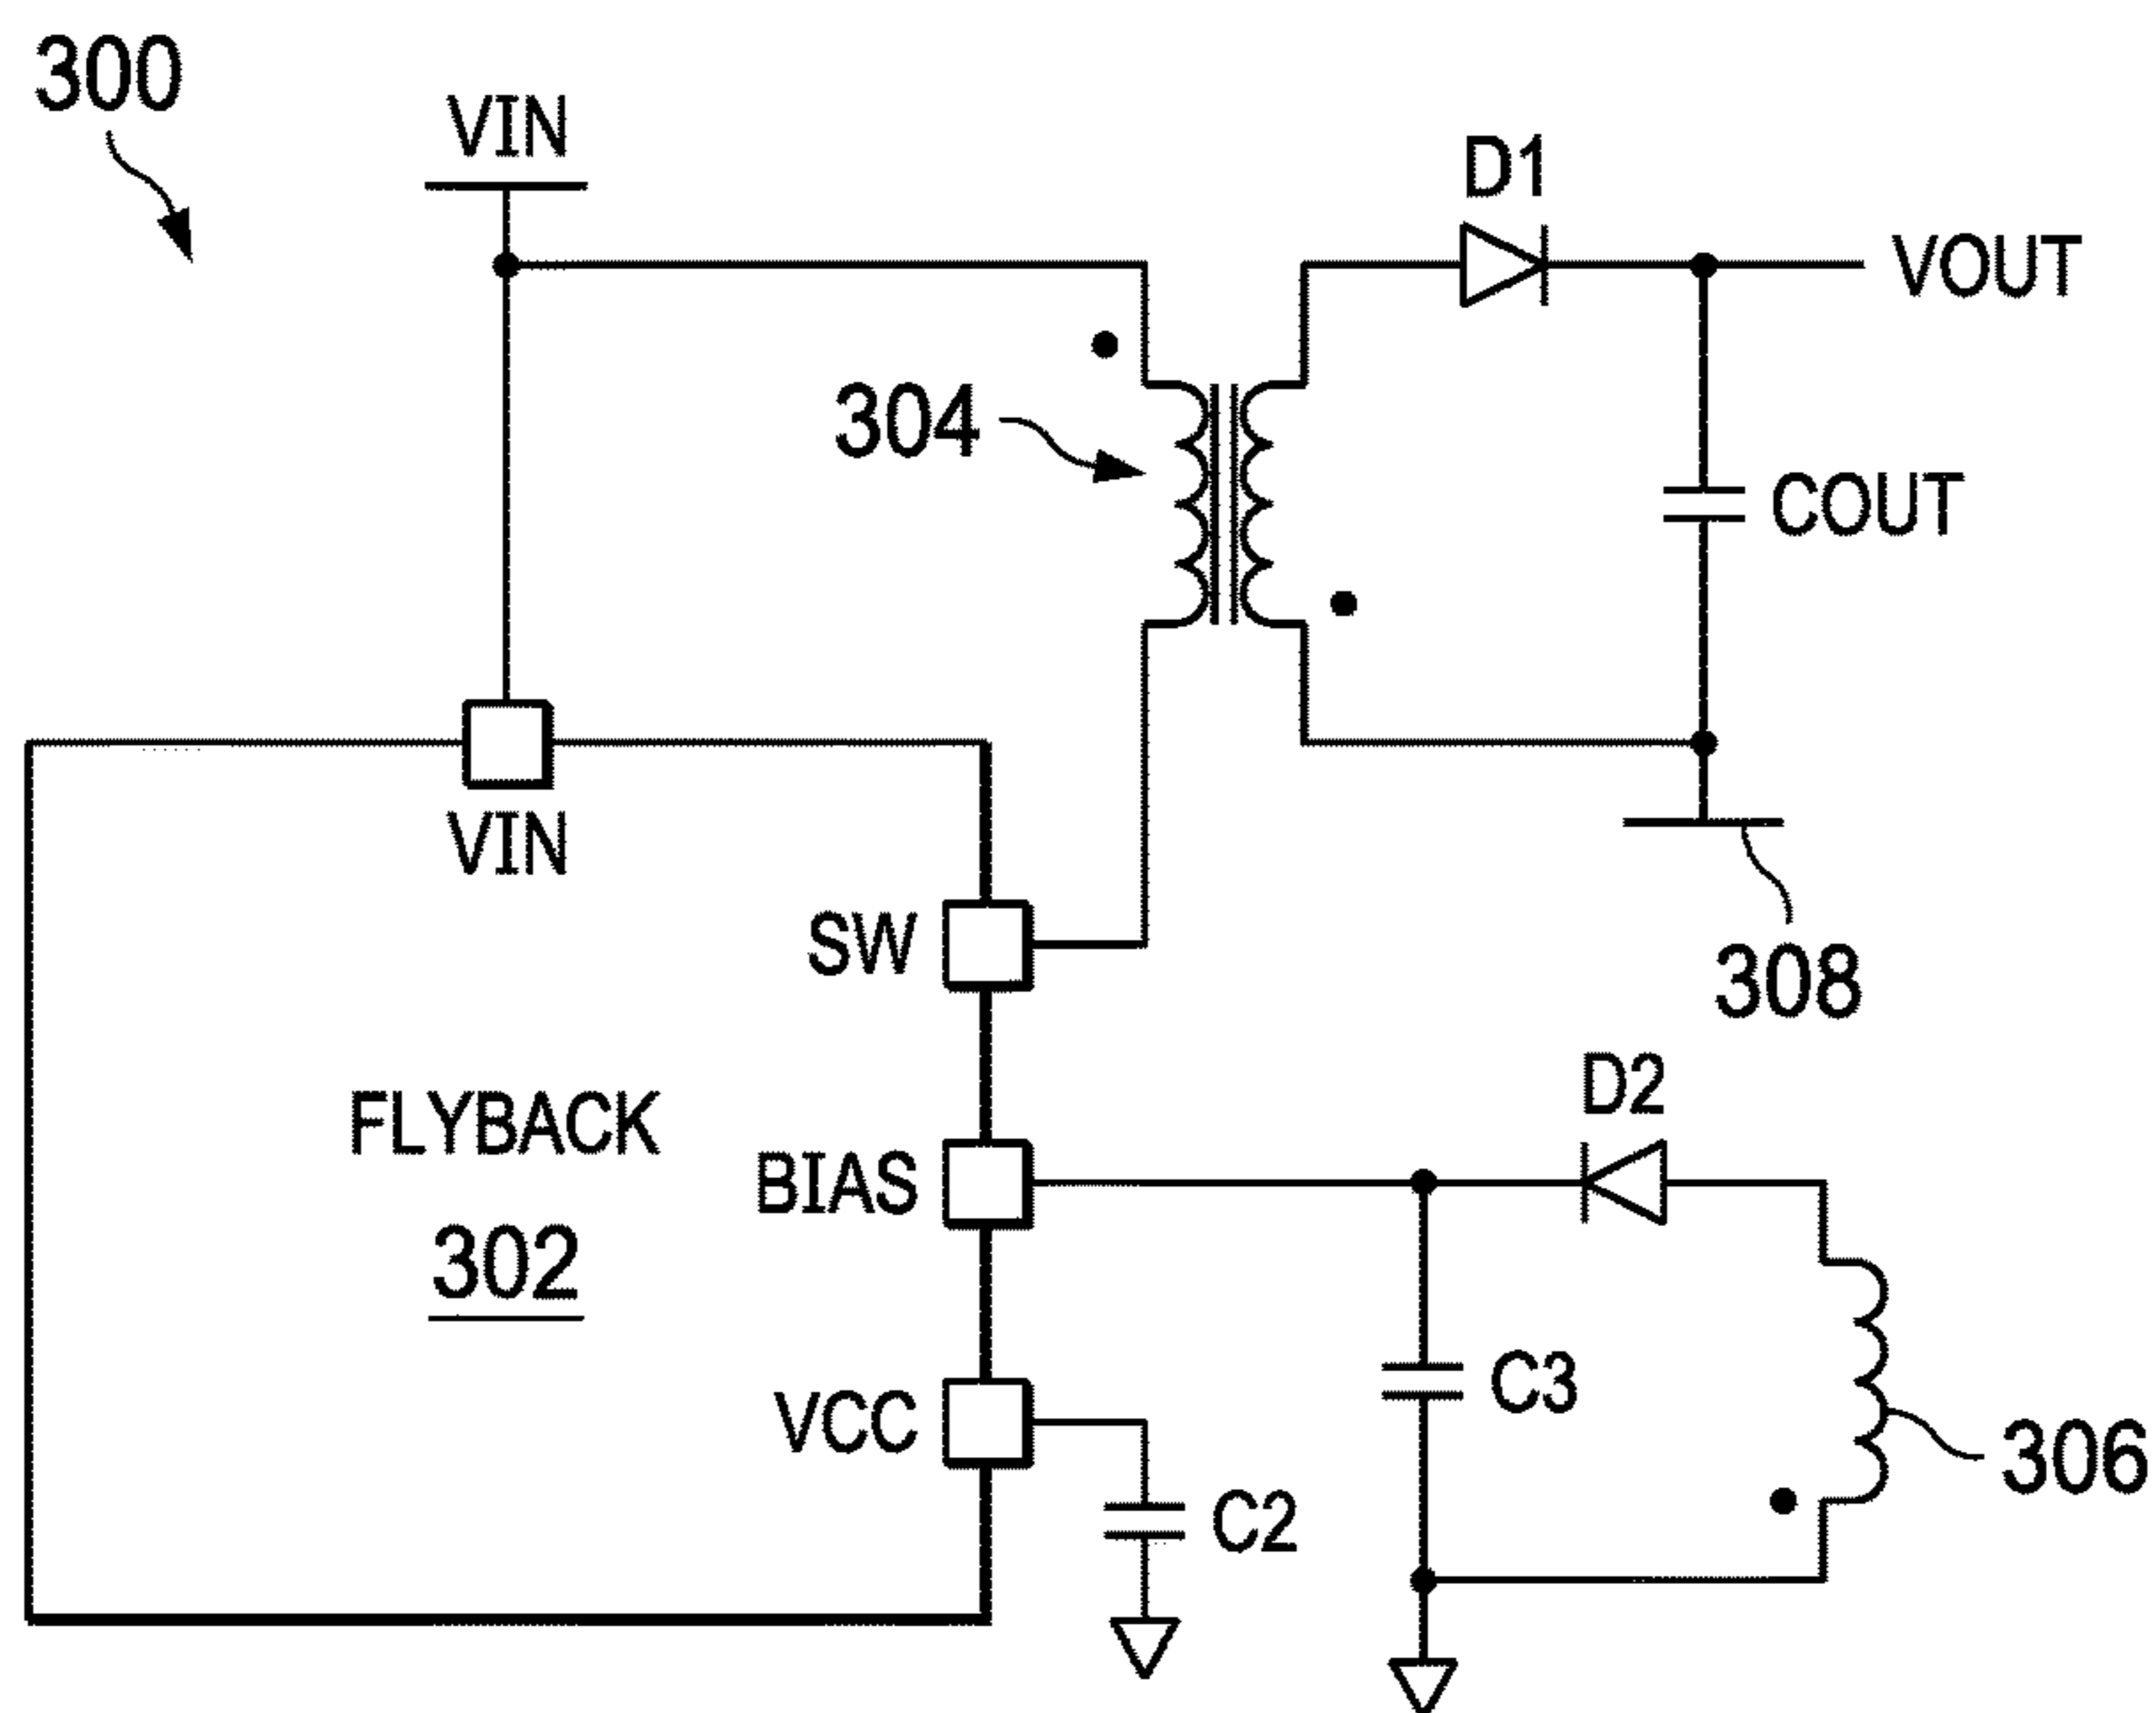 300
VIN
D1
VOUT
304
COUT
VIN
SW
308
FLYBACK
302
D2
BIAS
C3
VCC
306
C2